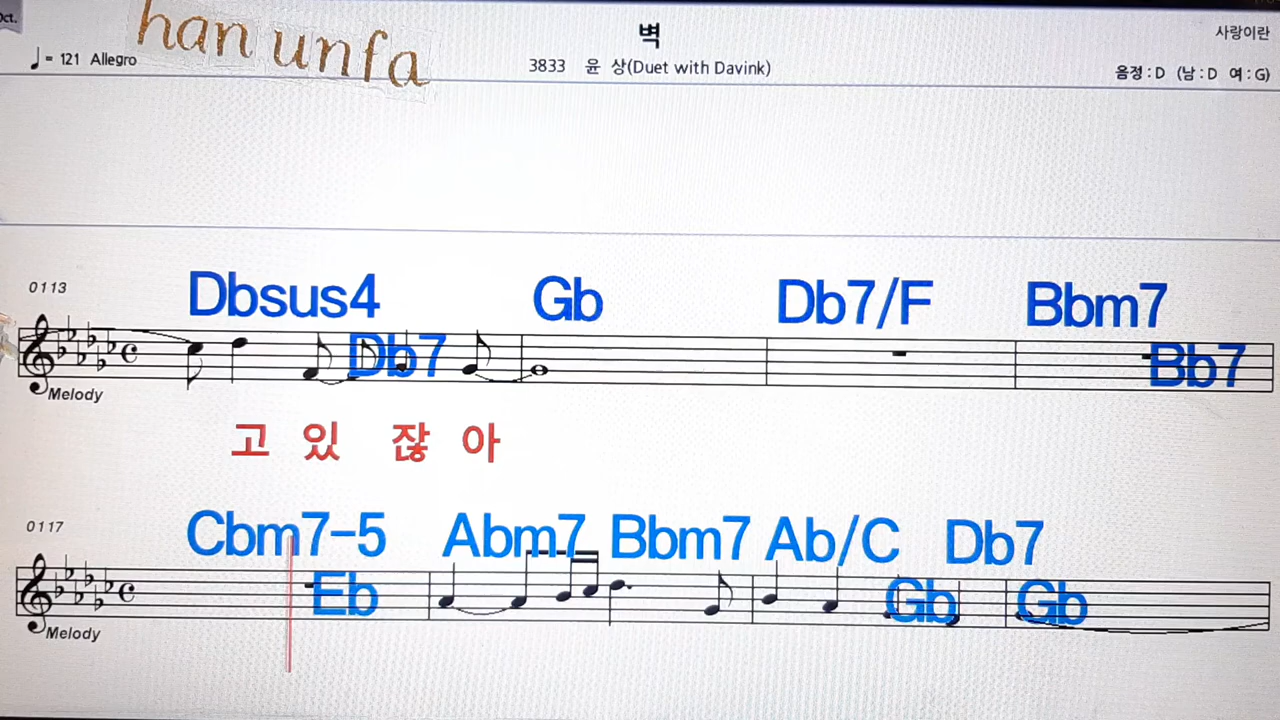 Oct.
han unfa
벽
사랑이란
♩= 121 Allegro
3833 윤 상(Duet with Davink)
음정 : D (남 : D 여 : G)
0113
Dbsus4 Gb Db7/F Bbm7
Db7 Bb7
Melody
고 있 잖 아
0117
Cbm7-5 Abm7 Bbm7 Ab/C Db7
Eb Gb Gb
Melody